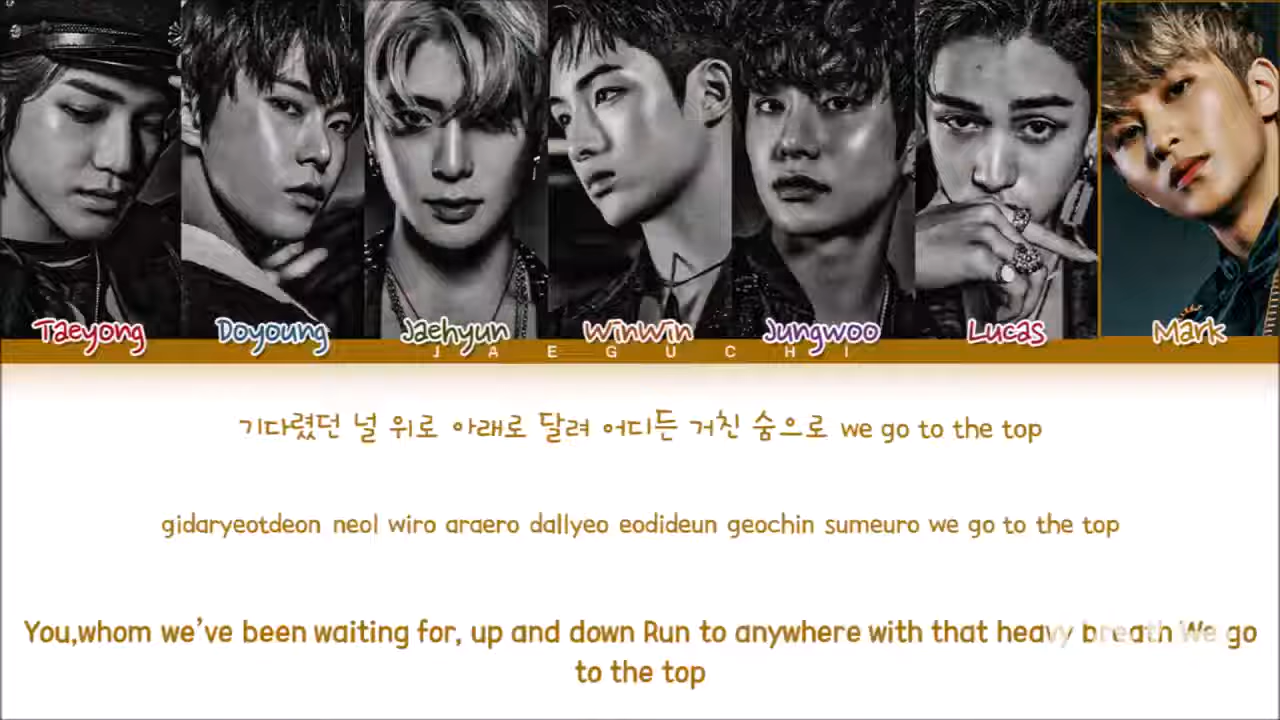 Taeyong Doyoung Jaehyun WinWin Jungwoo Lucas Mark
JAEGUCHI
기다렸던 널 위로 아래로 달려 어디든 거친 숨으로 we go to the top
gidaryeotdeon neol wiro araero dallyeo eodideun geochin sumeuro we go to the top
You,whom we've been waiting for, up and down Run to anywhere with that heavy breath We go
to the top